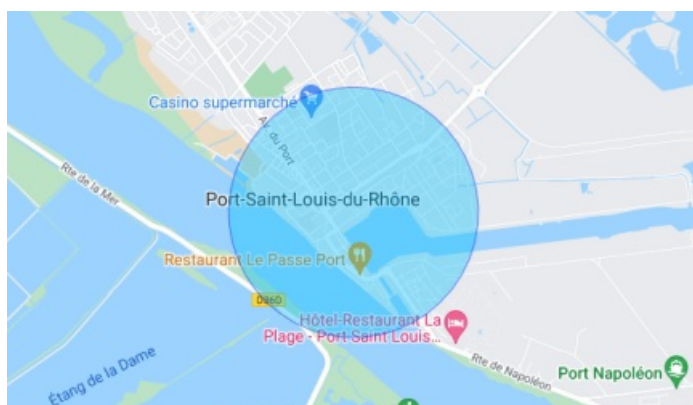 Casino supermarché
Av. du Port
Rte de la Mer
Port-Saint-Louis-du-Rhône
Restaurant Le Passe Port
D36D
Hôtel-Restaurant La
Plage - Port Saint Louis...
Rte de Napoléon
Port Napoléon
Étang de la Dame